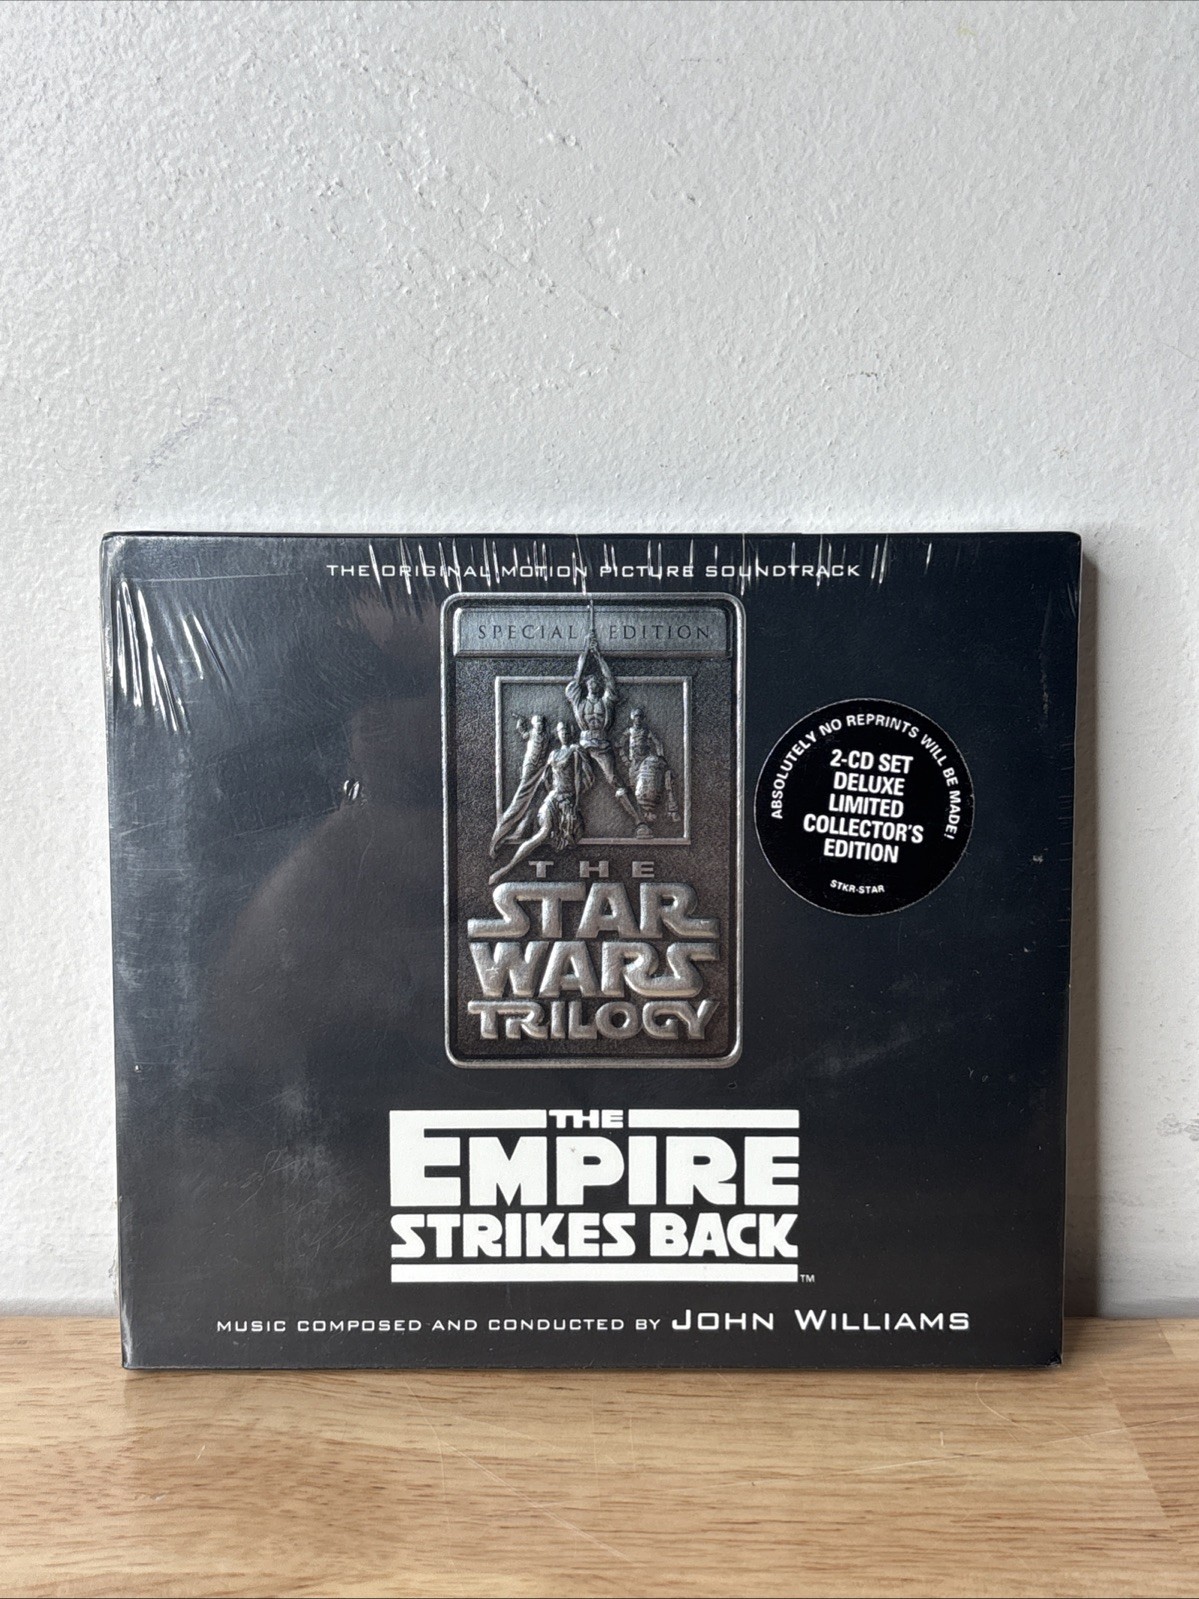 THE ORIGINAL MOTION PICTURE SOUNDTRACK
SPECIAL EDITION
THE
STAR
WARS
TRILOGY
ABSOLUTELY NO REPRINTS WILL BE MADE!
2-CD SET
DELUXE
LIMITED
COLLECTOR'S
EDITION
STKR-STAR
THE
EMPIRE
STRIKES BACK
TM
MUSIC COMPOSED AND CONDUCTED BY JOHN WILLIAMS